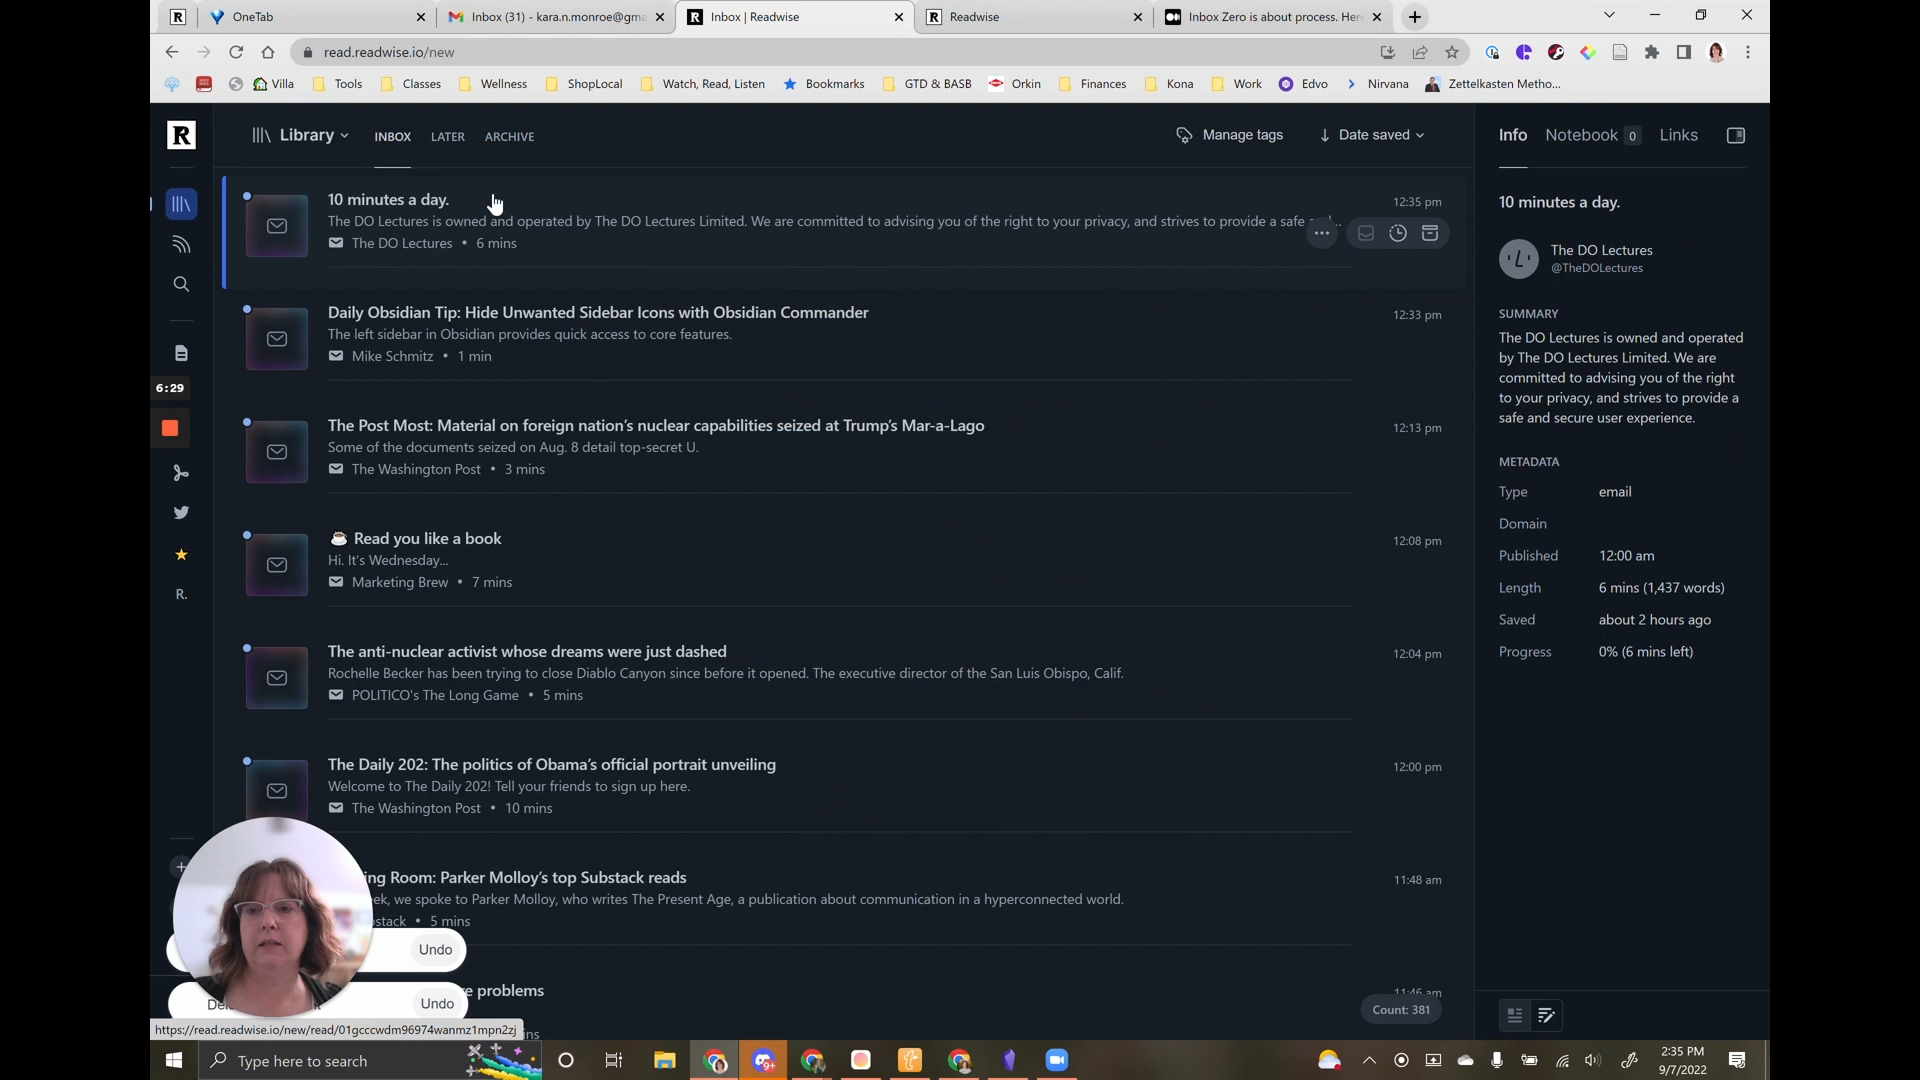 OneTab
Inbox (31) - kara.n.monroe@gma
Inbox | Readwise
Readwise
Inbox Zero is about process. Her
read.readwise.io/new
Villa
Tools
Classes
Wellness
ShopLocal
Watch, Read, Listen
Bookmarks
GTD & BASB
Orkin
Finances
Kona
Work
Edvo
Nirvana
Zettelkasten Metho...
R
Library
INBOX
LATER
ARCHIVE
Manage tags
Date saved
Info
Notebook 0
Links
10 minutes a day.
12:35 pm
The DO Lectures is owned and operated by The DO Lectures Limited. We are committed to advising you of the right to your privacy, and strives to provide a safe
The DO Lectures • 6 mins
Daily Obsidian Tip: Hide Unwanted Sidebar Icons with Obsidian Commander
12:33 pm
The left sidebar in Obsidian provides quick access to core features.
Mike Schmitz • 1 min
The Post Most: Material on foreign nation's nuclear capabilities seized at Trump's Mar-a-Lago
12:13 pm
Some of the documents seized on Aug. 8 detail top-secret U.
The Washington Post • 3 mins
Read you like a book
12:08 pm
Hi. It's Wednesday...
Marketing Brew • 7 mins
The anti-nuclear activist whose dreams were just dashed
12:04 pm
Rochelle Becker has been trying to close Diablo Canyon since before it opened. The executive director of the San Luis Obispo, Calif.
POLITICO's The Long Game • 5 mins
The Daily 202: The politics of Obama's official portrait unveiling
12:00 pm
Welcome to The Daily 202! Tell your friends to sign up here.
The Washington Post • 10 mins
ing Room: Parker Molloy's top Substack reads
11:48 am
ek, we spoke to Parker Molloy, who writes The Present Age, a publication about communication in a hyperconnected world.
ostack • 5 mins
Undo
e problems
11:46 am
Undo
Count: 381
https://read.readwise.io/new/read/01gcccwdm96974wanmz1mpn2zj
ins
6:29
R.
10 minutes a day.
The DO Lectures
@TheDOLectures
SUMMARY
The DO Lectures is owned and operated
by The DO Lectures Limited. We are
committed to advising you of the right
to your privacy, and strives to provide a
safe and secure user experience.
METADATA
Type email
Domain
Published 12:00 am
Length 6 mins (1,437 words)
Saved about 2 hours ago
Progress 0% (6 mins left)
Type here to search
9+
2:35 PM
9/7/2022